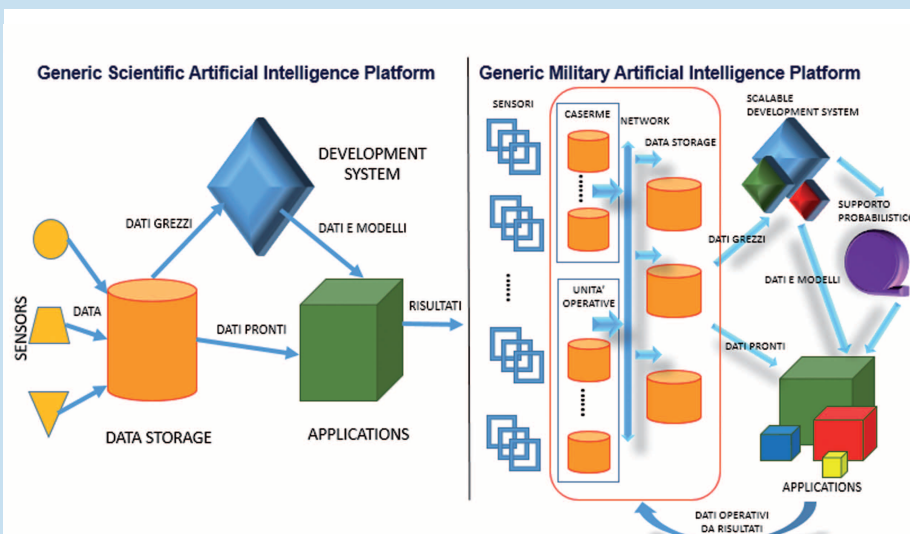 Generic Scientific Artificial Intelligence Platform
DEVELOPMENT
SYSTEM
DATI GREZZI
DATI E MODELLI
SENSORS
DATA
DATI PRONTI
RISULTATI
DATA STORAGE
APPLICATIONS
Generic Military Artificial Intelligence Platform
SENSORI
CASERME
NETWORK
DATA STORAGE
UNITA'
OPERATIVE
SCALABLE
DEVELOPMENT SYSTEM
SUPPORTO
PROBABILISTICO
DATI GREZZI
DATI E MODELLI
DATI PRONTI
APPLICATIONS
DATI OPERATIVI
DA RISULTATI